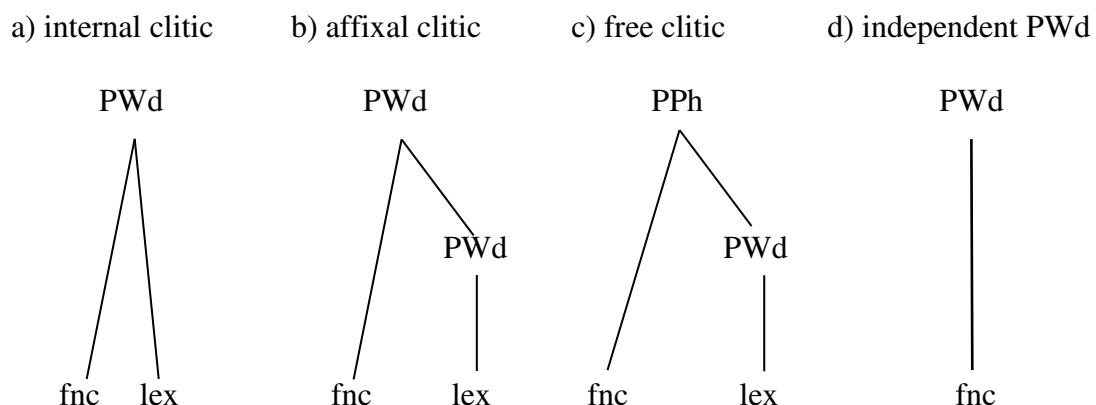 a) internal clitic b) affixal clitic c) free clitic d) independent PWd
PWd PWd PPh PWd
PWd PWd
fnc lex fnc lex fnc lex fnc